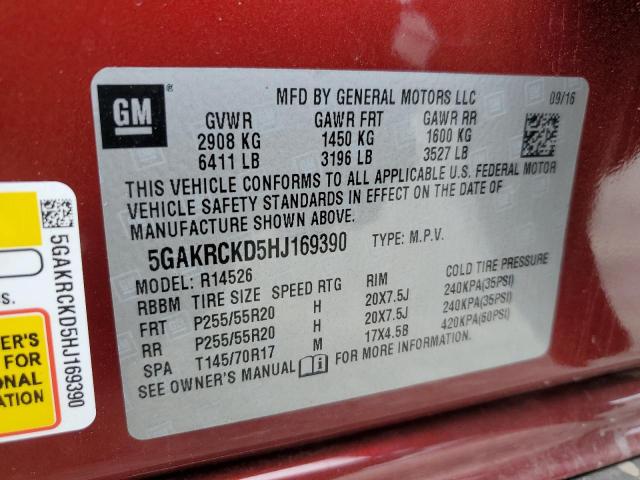 GM
MFD BY GENERAL MOTORS LLC 09/16
GVWR GAWR FRT GAWR RR
2908 KG 1450 KG 1600 KG
6411 LB 3196 LB 3527 LB
THIS VEHICLE CONFORMS TO ALL APPLICABLE U.S. FEDERAL MOTOR
VEHICLE SAFETY STANDARDS IN EFFECT ON THE DATE OF
MANUFACTURE SHOWN ABOVE.
5GAKRCKD5HJ169390 TYPE: M.P.V.
MODEL: R14526
RBBM TIRE SIZE SPEED RTG RIM COLD TIRE PRESSURE
FRT P255/55R20 H 20X7.5J 240KPA(35PSI)
RR P255/55R20 H 20X7.5J 240KPA(35PSI)
SPA T145/70R17 M 17X4.5B 420KPA(60PSI)
SEE OWNER'S MANUAL FOR MORE INFORMATION.
5GAKRCKD5HJ169390
S.
NER'S
FOR
ONAL
ATION